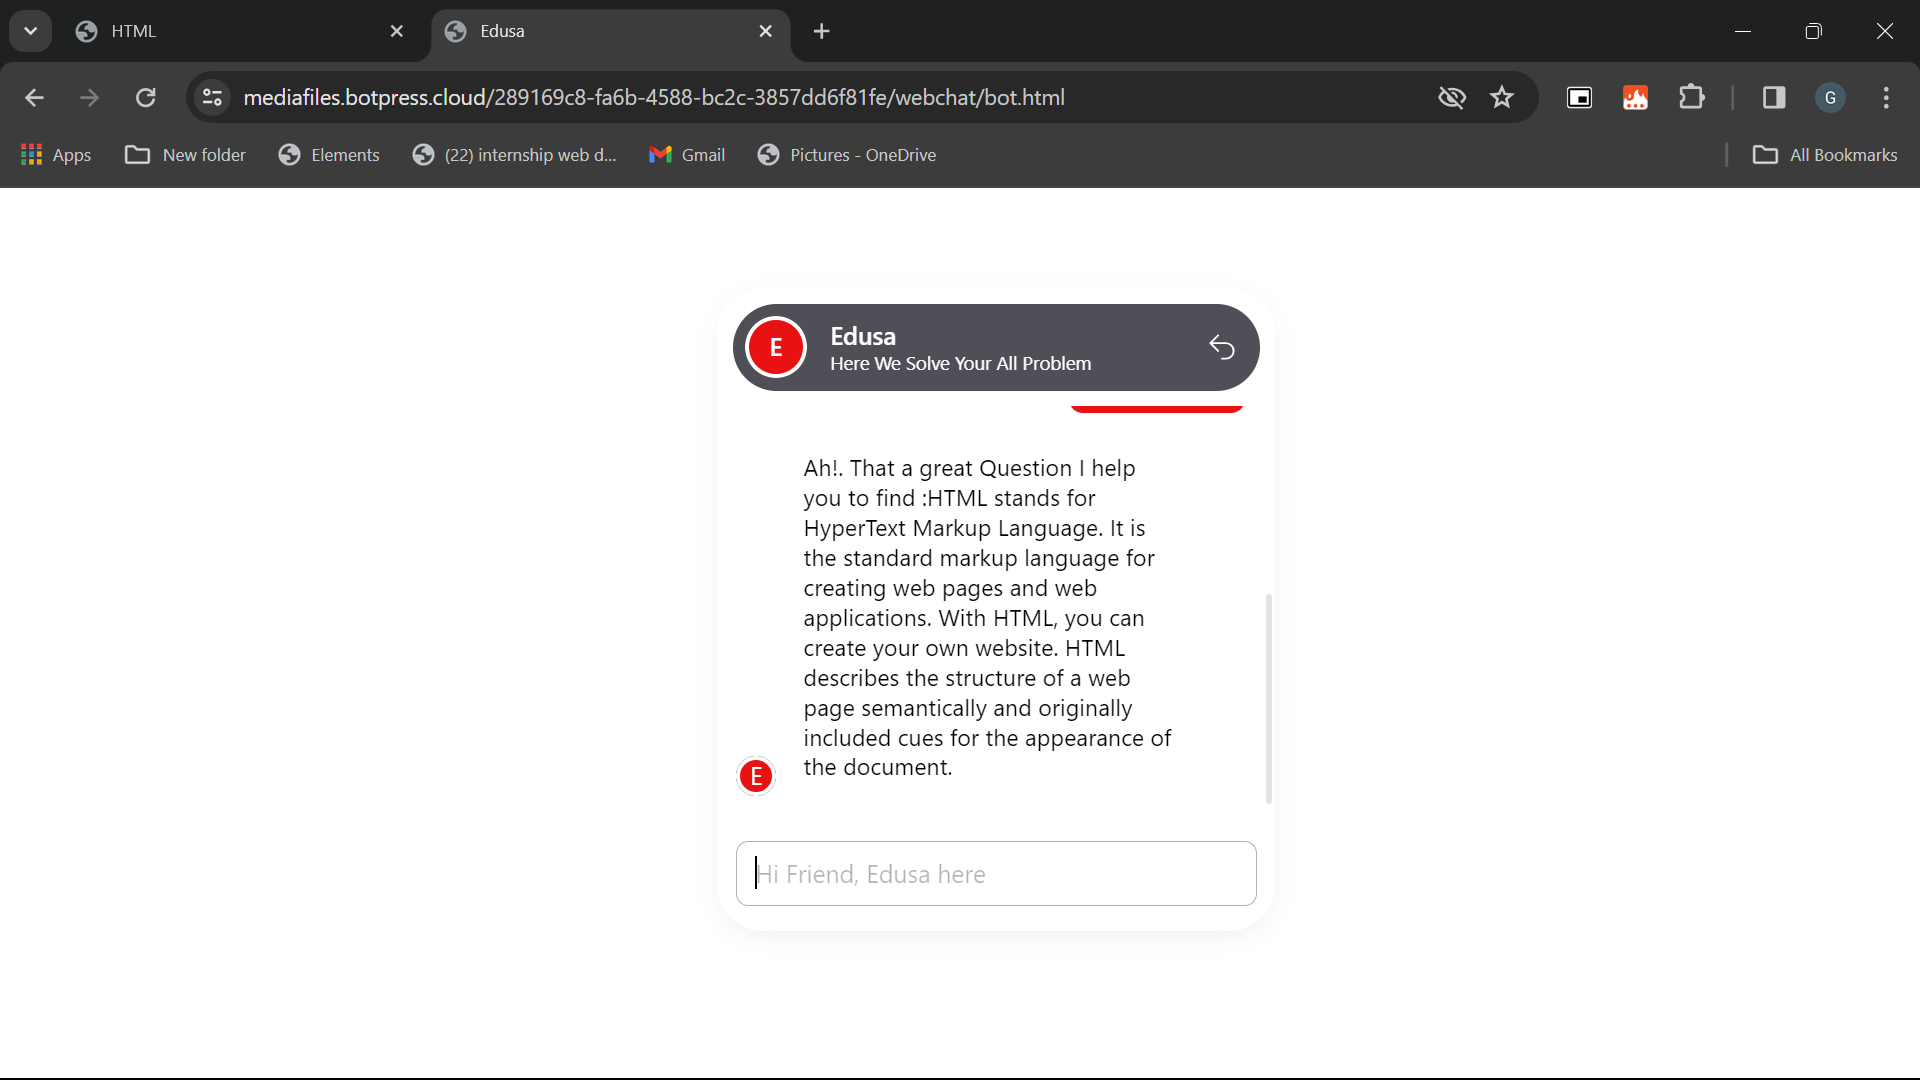 HTML
Edusa
mediafiles.botpress.cloud/289169c8-fa6b-4588-bc2c-3857dd6f81fe/webchat/bot.html
G
Apps
New folder
Elements
(22) internship web d...
Gmail
Pictures - OneDrive
All Bookmarks
E
Edusa
Here We Solve Your All Problem
Ah!. That a great Question I help
you to find :HTML stands for
HyperText Markup Language. It is
the standard markup language for
creating web pages and web
applications. With HTML, you can
create your own website. HTML
describes the structure of a web
page semantically and originally
included cues for the appearance of
the document.
E
Hi Friend, Edusa here